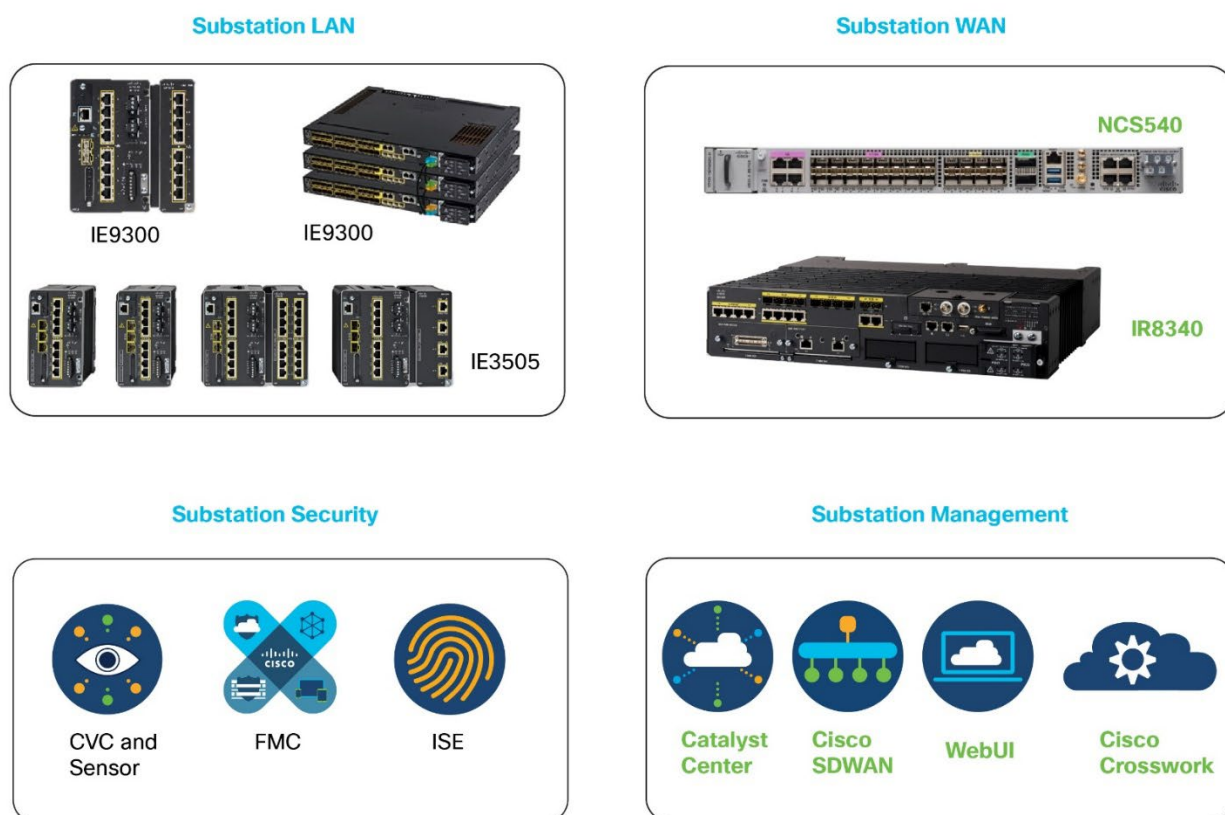 Substation LAN
Substation WAN
IE9300
IE9300
IE3505
NCS540
IR8340
Substation Security
Substation Management
CISCO
CVC and
Sensor
FMC
ISE
Catalyst
Center
Cisco
SDWAN
WebUI
Cisco
Crosswork